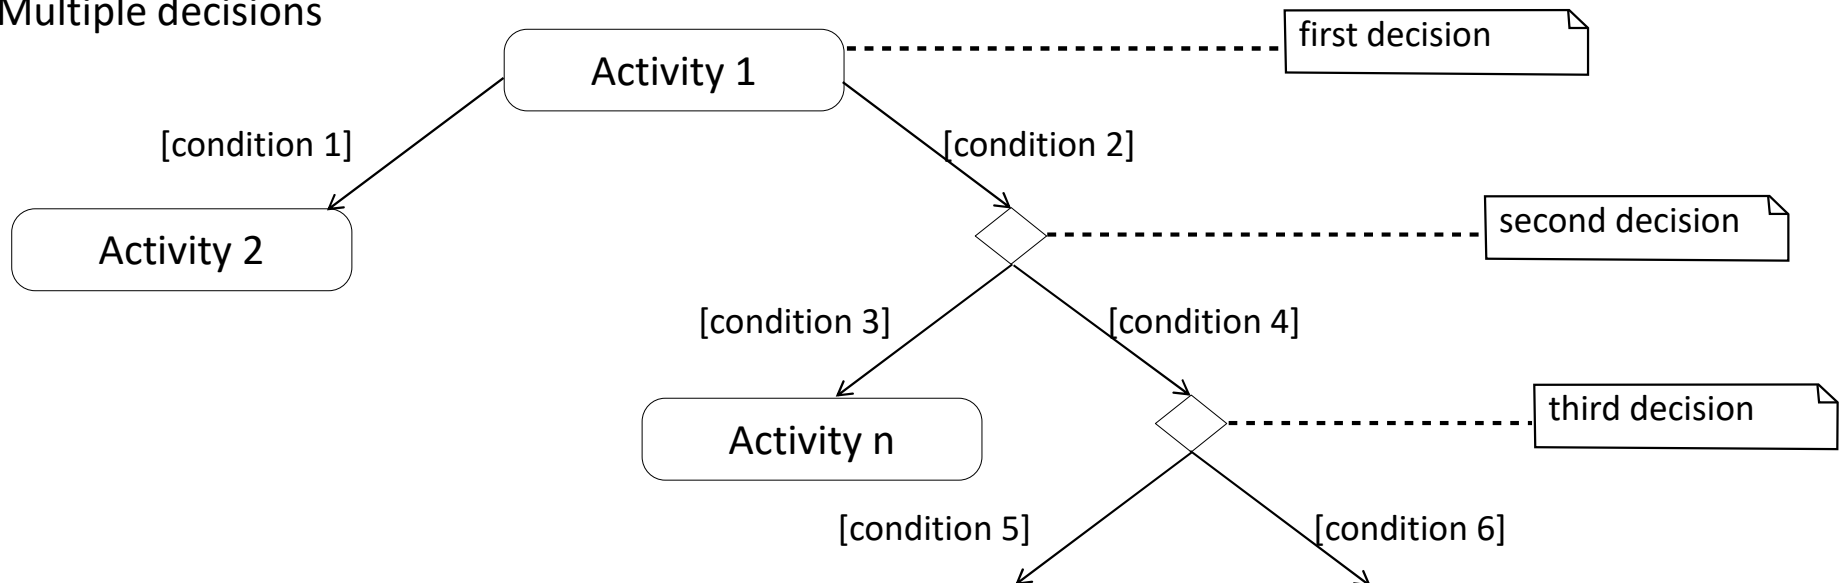 Multiple decisions
first decision
Activity 1
[condition 1]
[condition 2]
second decision
Activity 2
[condition 3]
[condition 4]
third decision
Activity n
[condition 5]
[condition 6]